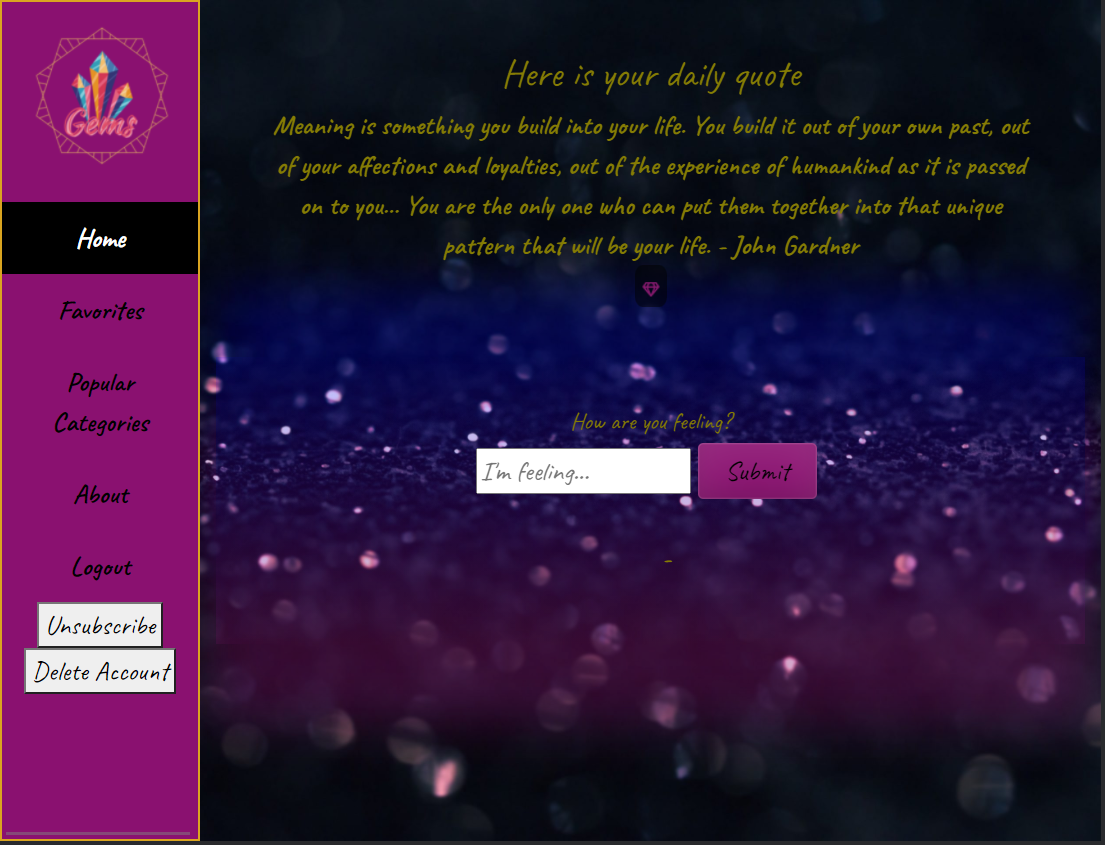 Gems
Home
Favorites
Popular
Categories
About
Logout
Unsubscribe
Delete Account
Here is your daily quote
Meaning is something you build into your life. You build it out of your own past, out
of your affections and loyalties, out of the experience of humankind as it is passed
on to you... You are the only one who can put them together into that unique
pattern that will be your life. - John Gardner
How are you feeling?
I'm feeling... Submit
-